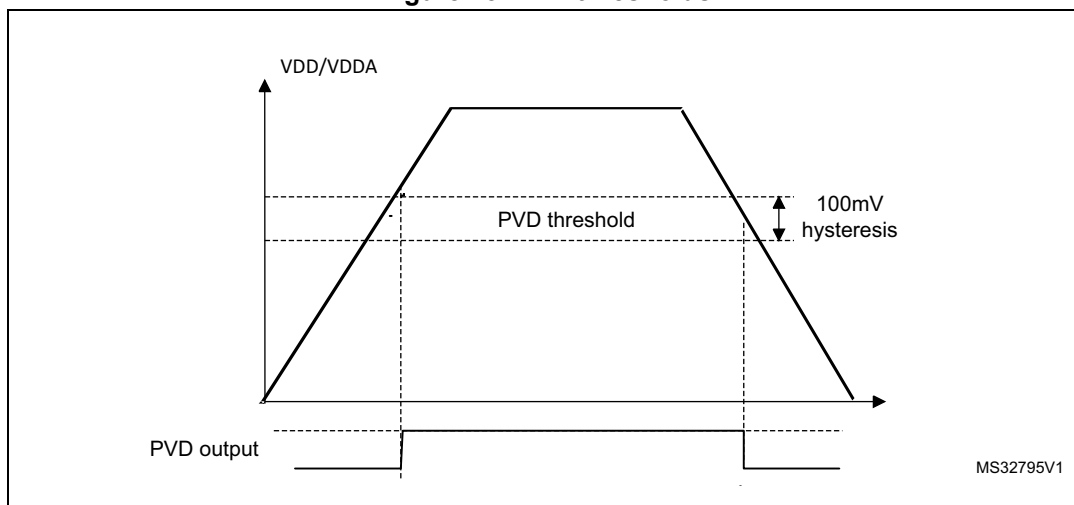 VDD/VDDA
PVD threshold
100mV
hysteresis
PVD output
MS32795V1